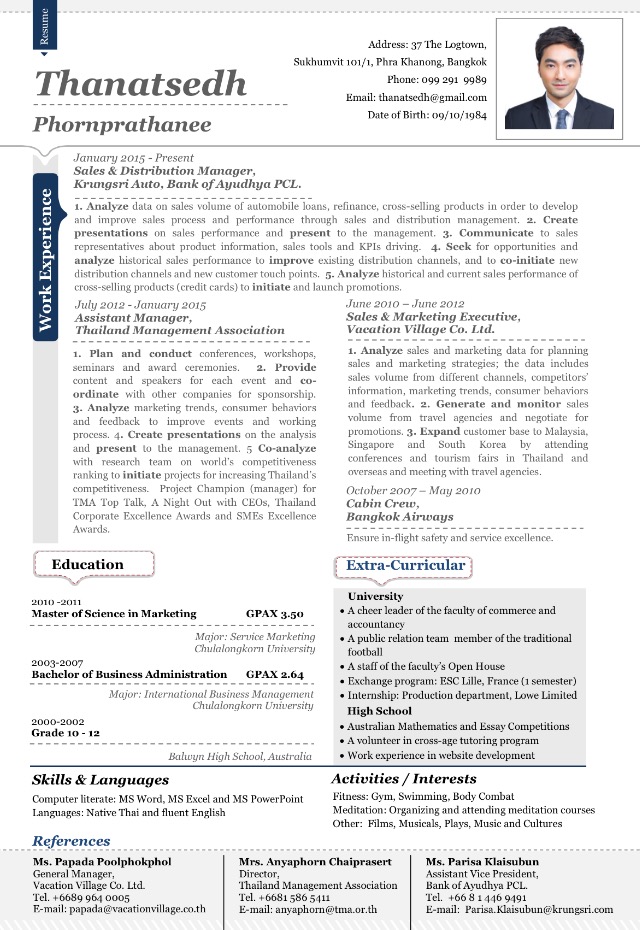 Resume
Thanatsedh
Phornprathanee
Address: 37 The Logtown,
Sukhumvit 101/1, Phra Khanong, Bangkok
Phone: 099 291 9989
Email: thanatsedh@gmail.com
Date of Birth: 09/10/1984
Work Experience
January 2015 - Present
Sales & Distribution Manager,
Krungsri Auto, Bank of Ayudhya PCL.
1. Analyze data on sales volume of automobile loans, refinance, cross-selling products in order to develop
and improve sales process and performance through sales and distribution management. 2. Create
presentations on sales performance and present to the management. 3. Communicate to sales
representatives about product information, sales tools and KPIs driving. 4. Seek for opportunities and
analyze historical sales performance to improve existing distribution channels, and to co-initiate new
distribution channels and new customer touch points. 5. Analyze historical and current sales performance of
cross-selling products (credit cards) to initiate and launch promotions.
July 2012 - January 2015
Assistant Manager,
Thailand Management Association
1. Plan and conduct conferences, workshops,
seminars and award ceremonies. 2. Provide
content and speakers for each event and co-
ordinate with other companies for sponsorship.
3. Analyze marketing trends, consumer behaviors
and feedback to improve events and working
process. 4. Create presentations on the analysis
and present to the management. 5 Co-analyze
with research team on world's competitiveness
ranking to initiate projects for increasing Thailand's
competitiveness. Project Champion (manager) for
TMA Top Talk, A Night Out with CEOs, Thailand
Corporate Excellence Awards and SMEs Excellence
Awards.
June 2010 – June 2012
Sales & Marketing Executive,
Vacation Village Co. Ltd.
1. Analyze sales and marketing data for planning
sales and marketing strategies; the data includes
sales volume from different channels, competitors'
information, marketing trends, consumer behaviors
and feedback. 2. Generate and monitor sales
volume from travel agencies and negotiate for
promotions. 3. Expand customer base to Malaysia,
Singapore and South Korea by attending
conferences and tourism fairs in Thailand and
overseas and meeting with travel agencies.
October 2007 – May 2010
Cabin Crew,
Bangkok Airways
Ensure in-flight safety and service excellence.
Education
2010 -2011
Master of Science in Marketing GPAX 3.50
Major: Service Marketing
Chulalongkorn University
2003-2007
Bachelor of Business Administration GPAX 2.64
Major: International Business Management
Chulalongkorn University
2000-2002
Grade 10 - 12
Balwyn High School, Australia
Extra-Curricular
University
• A cheer leader of the faculty of commerce and
accountancy
• A public relation team member of the traditional
football
• A staff of the faculty's Open House
• Exchange program: ESC Lille, France (1 semester)
• Internship: Production department, Lowe Limited
High School
• Australian Mathematics and Essay Competitions
• A volunteer in cross-age tutoring program
• Work experience in website development
Skills & Languages
Computer literate: MS Word, MS Excel and MS PowerPoint
Languages: Native Thai and fluent English
Activities / Interests
Fitness: Gym, Swimming, Body Combat
Meditation: Organizing and attending meditation courses
Other: Films, Musicals, Plays, Music and Cultures
References
Ms. Papada Poolphokphol
General Manager,
Vacation Village Co. Ltd.
Tel. +6689 964 0005
E-mail: papada@vacationvillage.co.th
Mrs. Anyaphorn Chaiprasert
Director,
Thailand Management Association
Tel. +6681 586 5411
E-mail: anyaphorn@tma.or.th
Ms. Parisa Klaisubun
Assistant Vice President,
Bank of Ayudhya PCL.
Tel. +66 8 1 446 9491
E-mail: Parisa.Klaisubun@krungsri.com